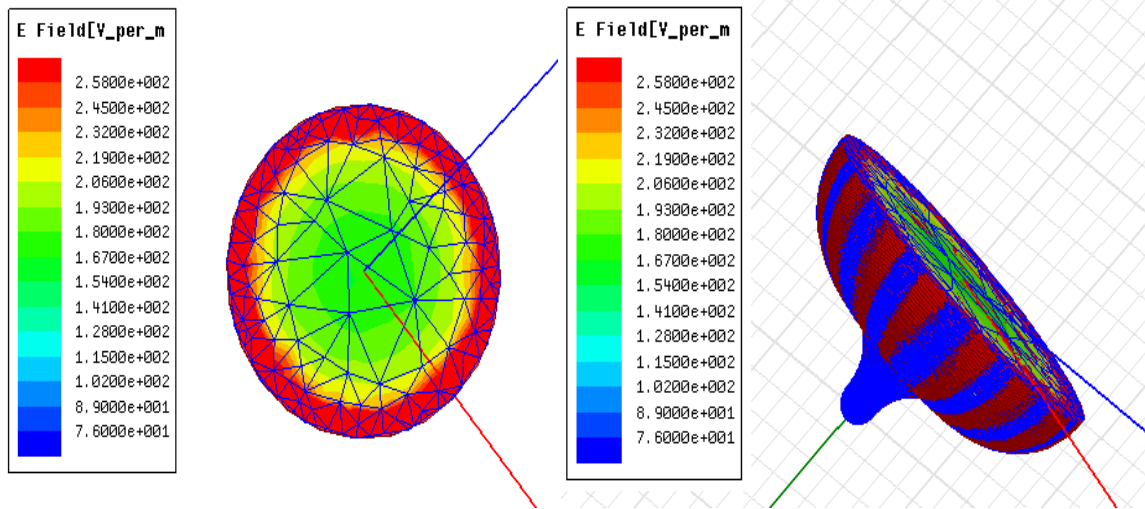 E Field[V_per_m
2.5800e+002
2.4500e+002
2.3200e+002
2.1900e+002
2.0600e+002
1.9300e+002
1.8000e+002
1.6700e+002
1.5400e+002
1.4100e+002
1.2800e+002
1.1500e+002
1.0200e+002
8.9000e+001
7.6000e+001
E Field[V_per_m
2.5800e+002
2.4500e+002
2.3200e+002
2.1900e+002
2.0600e+002
1.9300e+002
1.8000e+002
1.6700e+002
1.5400e+002
1.4100e+002
1.2800e+002
1.1500e+002
1.0200e+002
8.9000e+001
7.6000e+001